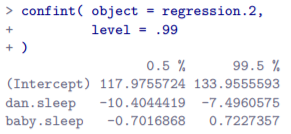 > confint( object = regression.2,
+ level = .99
+ )
0.5 % 99.5 %
(Intercept) 117.9755724 133.9555593
dan.sleep -10.4044419 -7.4960575
baby.sleep -0.7016868 0.7227357